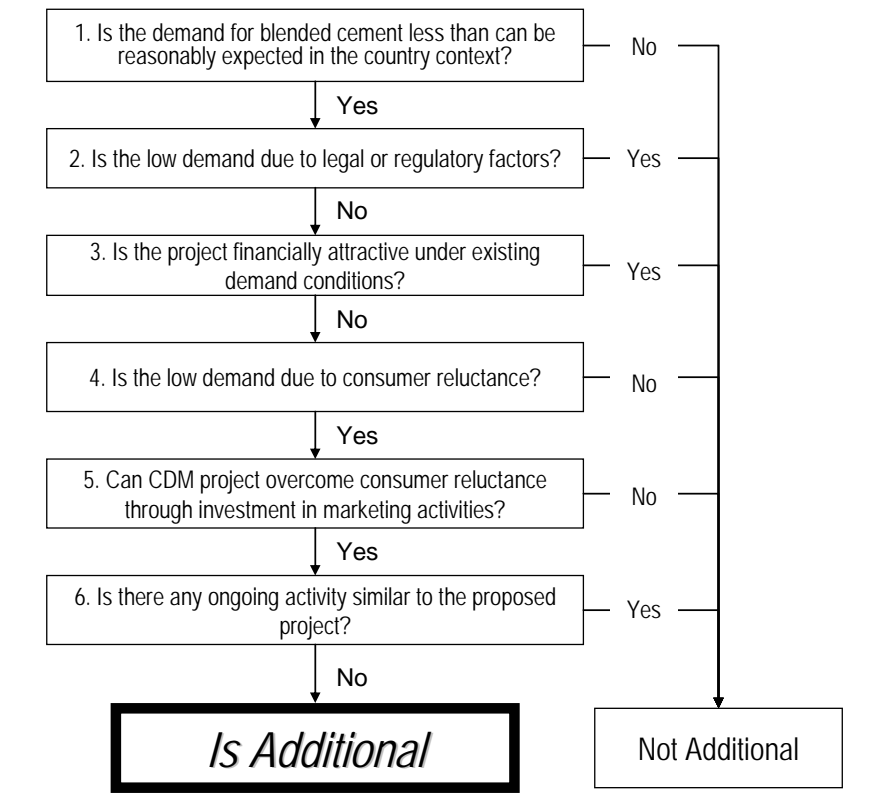 1. Is the demand for blended cement less than can be
reasonably expected in the country context?
No
Yes
2. Is the low demand due to legal or regulatory factors?
Yes
No
3. Is the project financially attractive under existing
demand conditions?
Yes
No
4. Is the low demand due to consumer reluctance?
No
Yes
5. Can CDM project overcome consumer reluctance
through investment in marketing activities?
No
Yes
6. Is there any ongoing activity similar to the proposed
project?
Yes
No
Is Additional
Not Additional